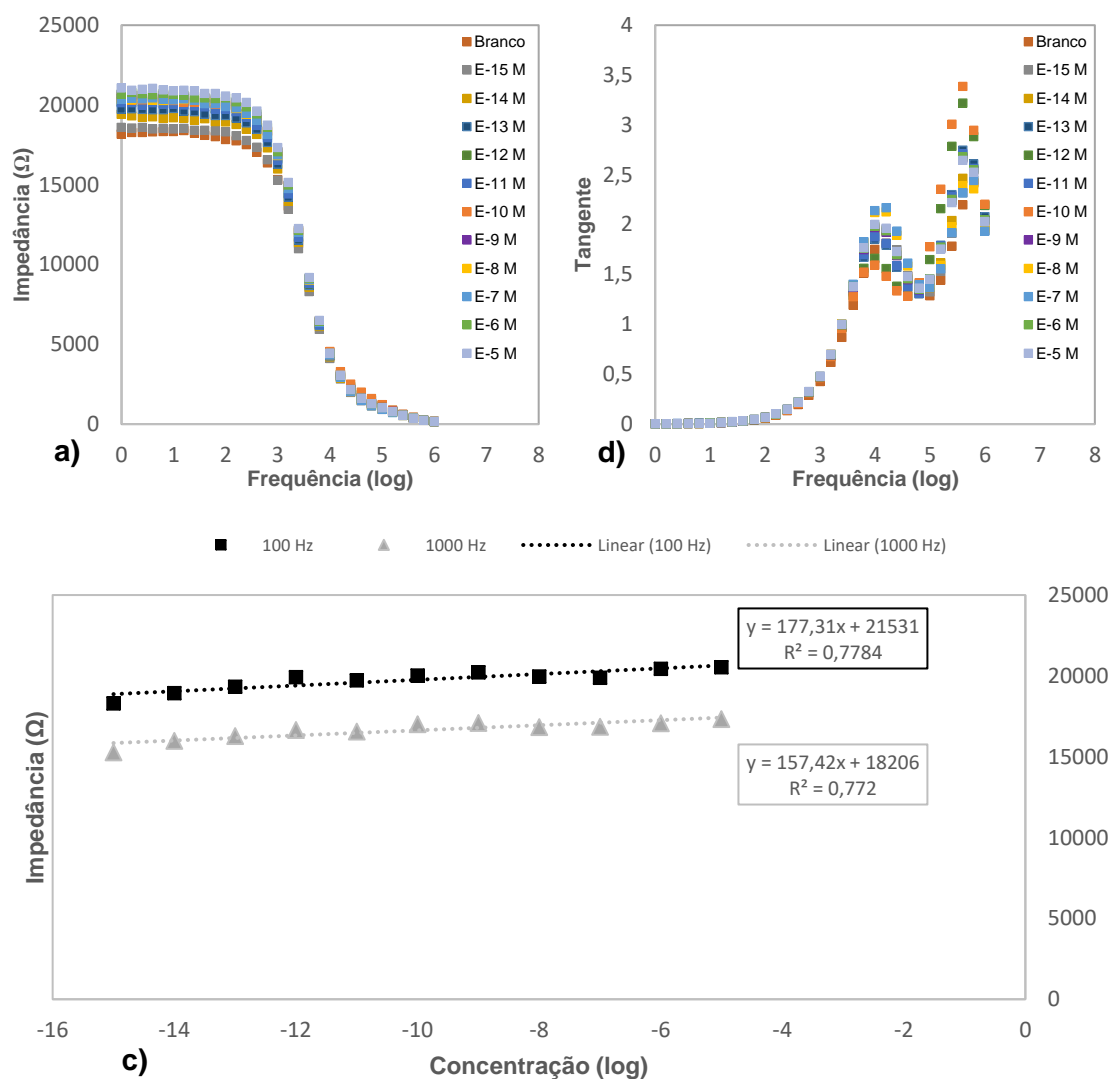 25000
20000
15000
10000
5000
0
Impedância (Ω)
0 1 2 3 4 5 6 7 8
Frequência (log)
a)
Branco
E-15 M
E-14 M
E-13 M
E-12 M
E-11 M
E-10 M
E-9 M
E-8 M
E-7 M
E-6 M
E-5 M
4
3,5
3
2,5
2
1,5
1
0,5
0
Tangente
0 1 2 3 4 5 6 7 8
Frequência (log)
d)
Branco
E-15 M
E-14 M
E-13 M
E-12 M
E-11 M
E-10 M
E-9 M
E-8 M
E-7 M
E-6 M
E-5 M
100 Hz 1000 Hz Linear (100 Hz) Linear (1000 Hz)
Impedância (Ω)
y = 177,31x + 21531
R² = 0,7784
y = 157,42x + 18206
R² = 0,772
25000
20000
15000
10000
5000
0
-16 -14 -12 -10 -8 -6 -4 -2 0
c) Concentração (log)